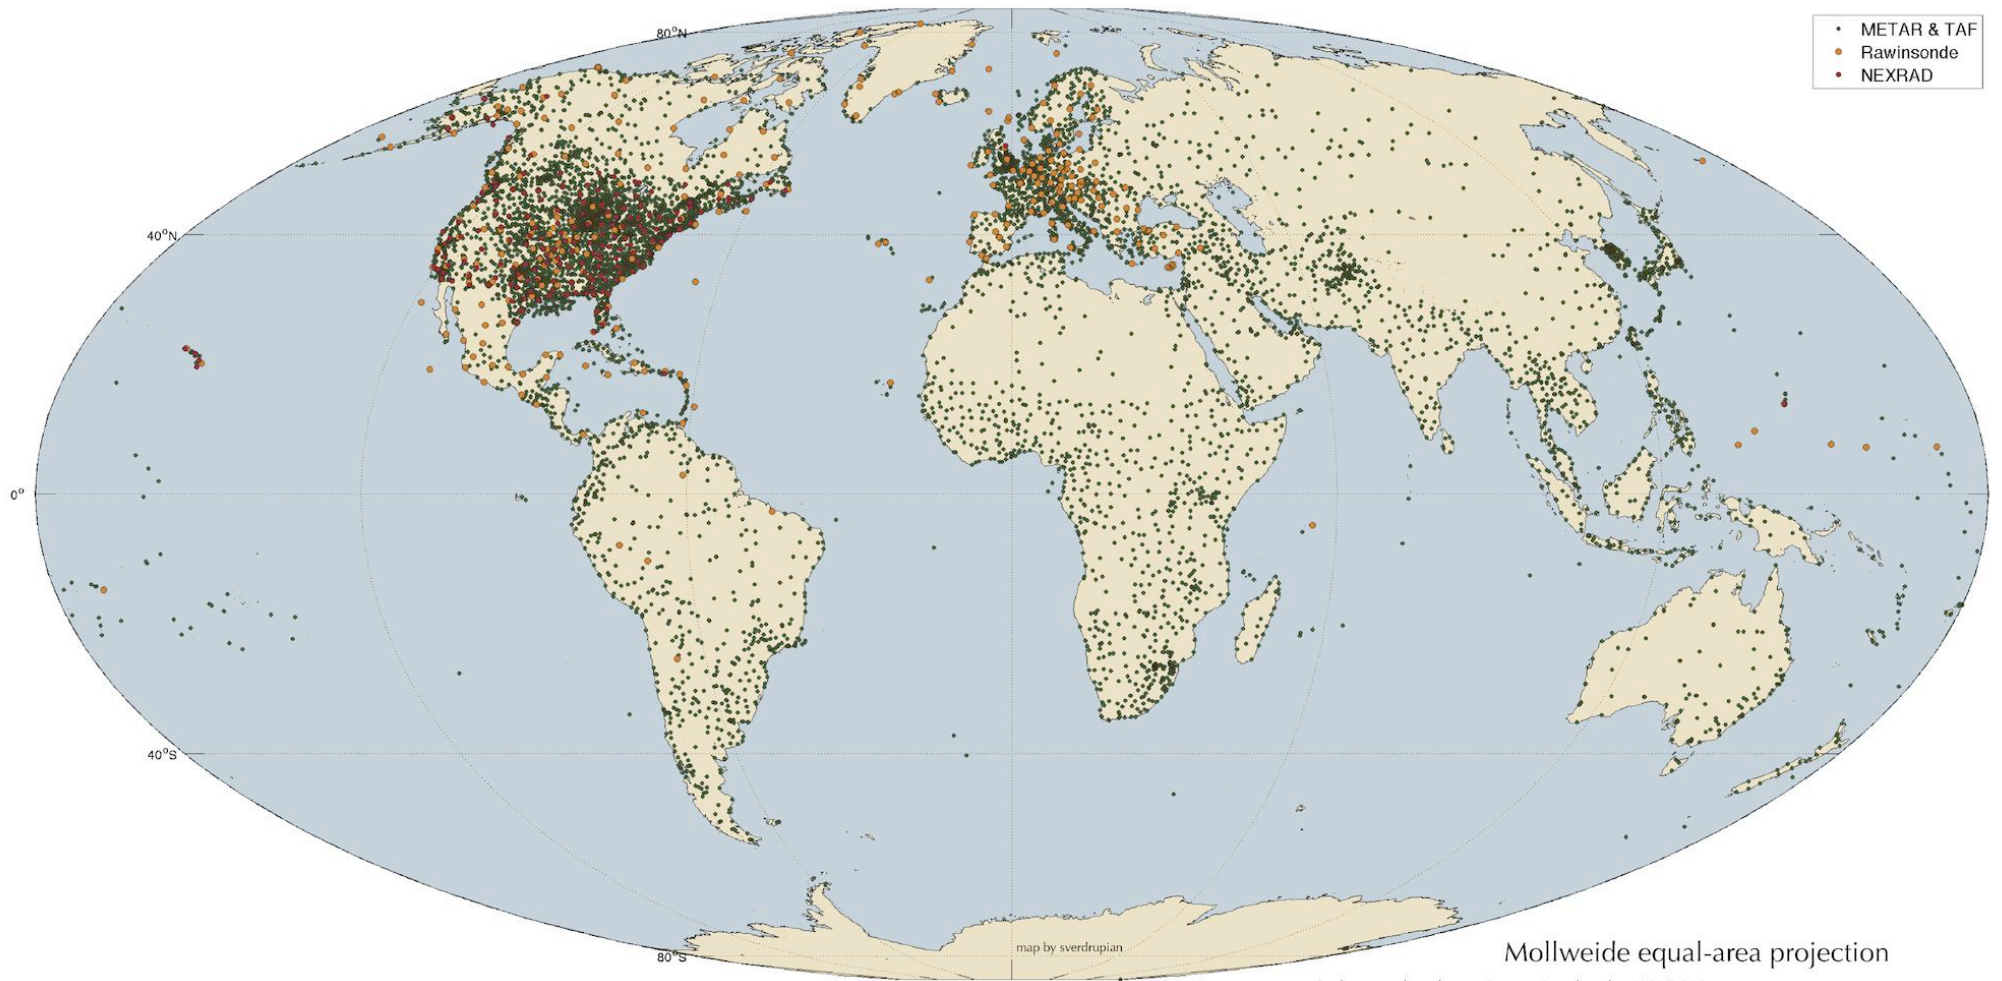 80°N
METAR & TAF
Rawinsonde
NEXRAD
40°N
0°
40°S
80°S
map by sverdrupian
Mollweide equal-area projection